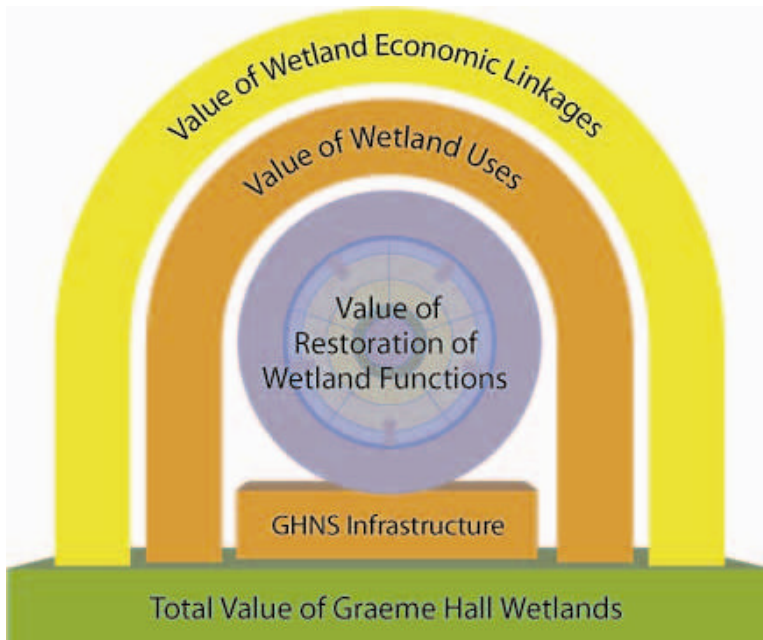 Value of Wetland Economic Linkages
Value of Wetland Uses
Value of
Restoration of
Wetland Functions
GHNS Infrastructure
Total Value of Graeme Hall Wetlands